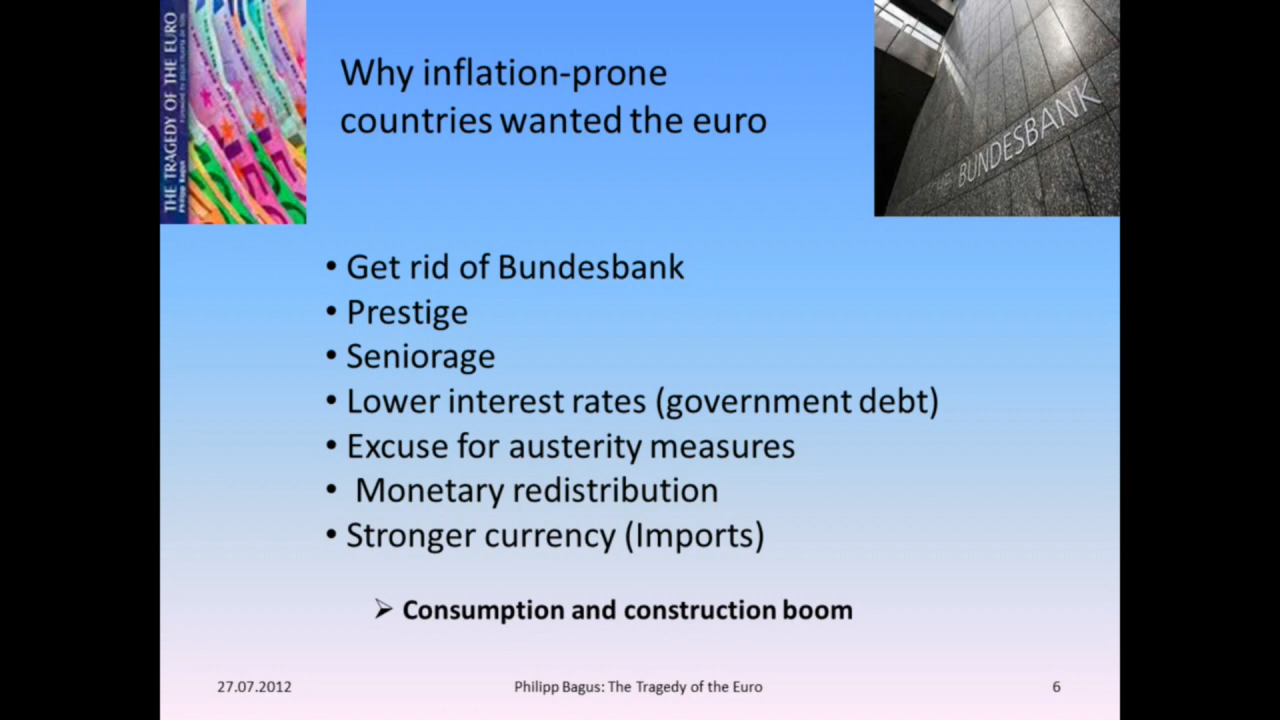 THE TRAGEDY OF THE EURO
Philipp Bagus
Why inflation-prone
countries wanted the euro
BUNDESBANK
• Get rid of Bundesbank
• Prestige
• Seniorage
• Lower interest rates (government debt)
• Excuse for austerity measures
• Monetary redistribution
• Stronger currency (Imports)
➢ Consumption and construction boom
27.07.2012
Philipp Bagus: The Tragedy of the Euro
6